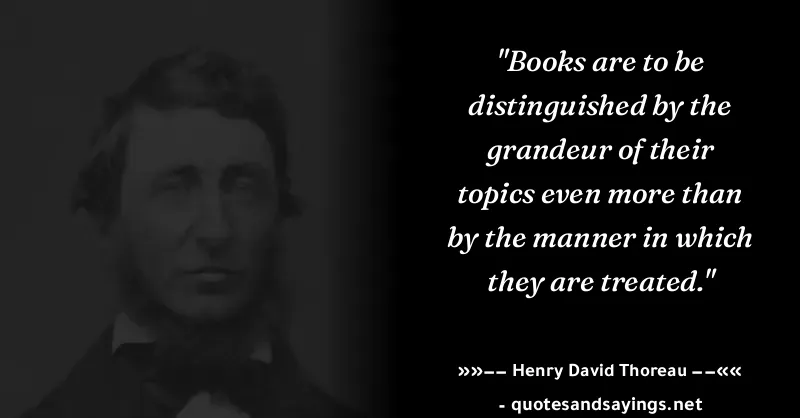 "Books are to be
distinguished by the
grandeur of their
topics even more than
by the manner in which
they are treated."
»»–– Henry David Thoreau ––««
- quotesandsayings.net